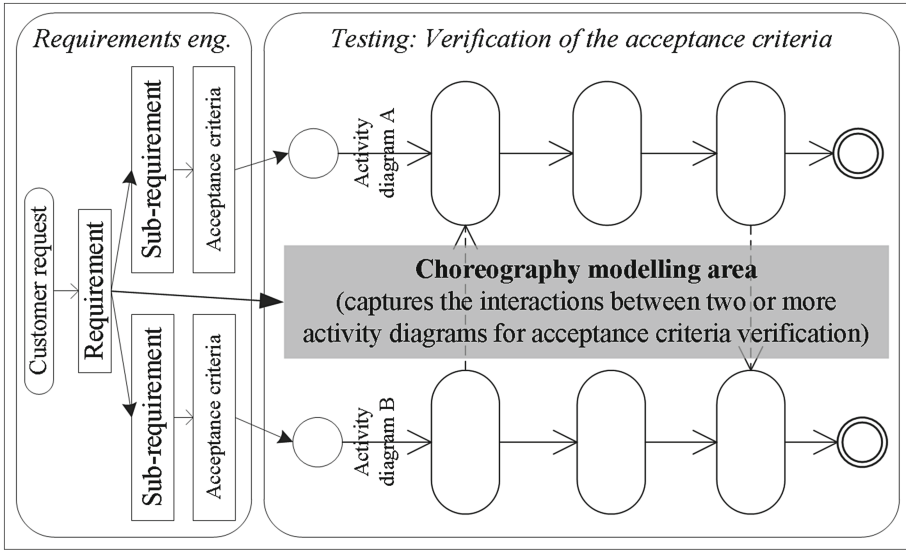 Requirements eng.
Customer request
Requirement
Sub-requirement
Acceptance criteria
Sub-requirement
Acceptance criteria
Testing: Verification of the acceptance criteria
Activity
diagram A
Choreography modelling area
(captures the interactions between two or more
activity diagrams for acceptance criteria verification)
Activity
diagram B